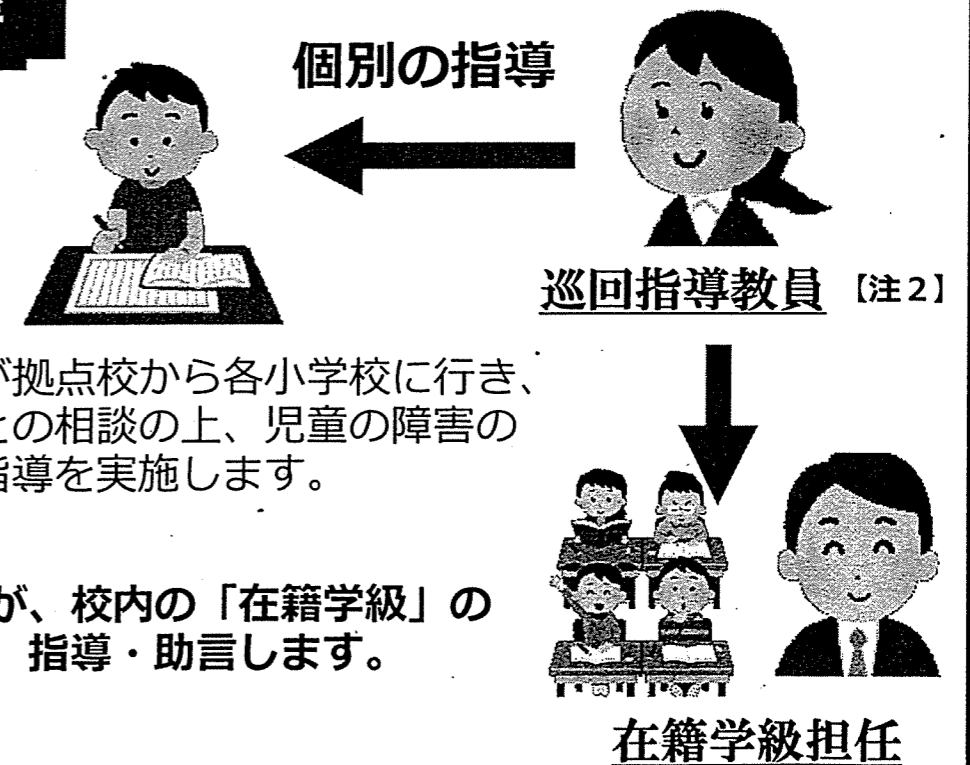 個別の指導
巡回指導教員 【注2】
が拠点校から各小学校に行き、
との相談の上、児童の障害の
指導を実施します。
が、校内の「在籍学級」の
指導・助言します。
在籍学級担任